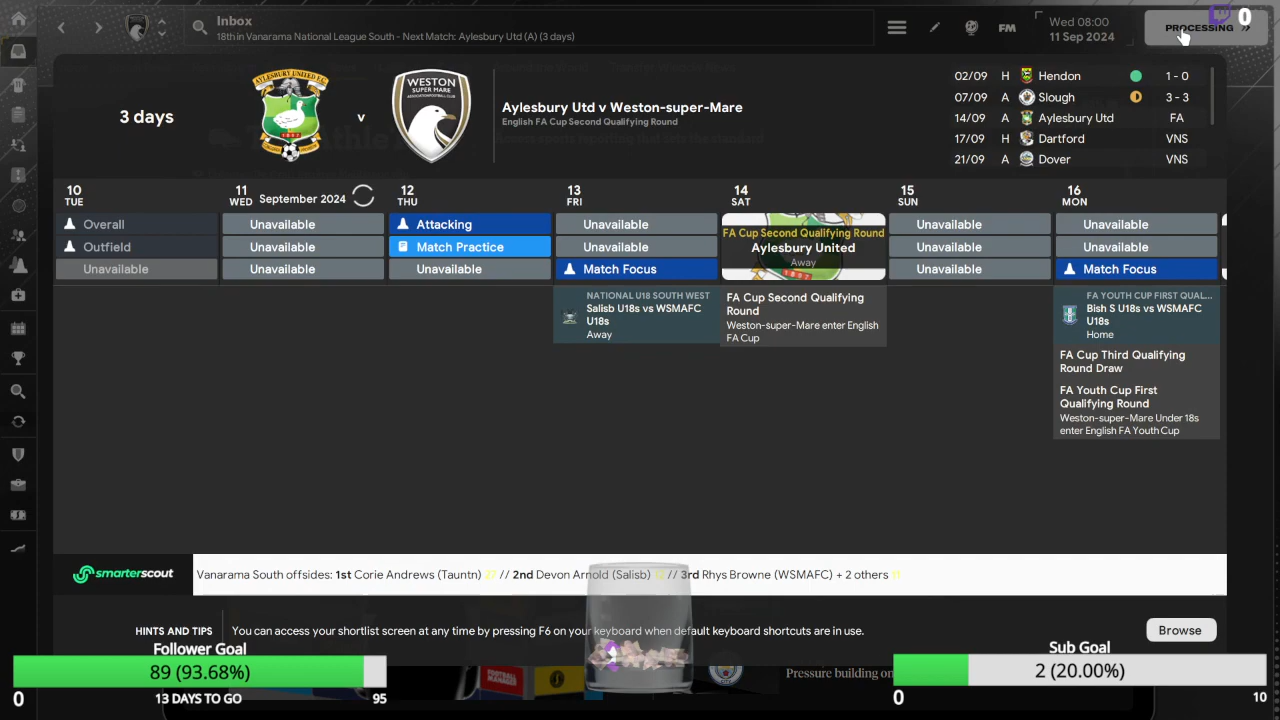 Inbox
18th in Vanarama National League South - Next Match: Aylesbury Utd (A) (3 days)
FM
Wed 08:00
11 Sep 2024
PROCESSING
0
3 days
AYLESBURY UNITED F.C.
v
WESTON
SUPER MARE
Aylesbury Utd v Weston-super-Mare
English FA Cup Second Qualifying Round
02/09 H Hendon 1 - 0
07/09 A Slough 3 - 3
14/09 A Aylesbury Utd FA
17/09 H Dartford VNS
21/09 A Dover VNS
10
TUE
11
WED
September 2024
12
THU
13
FRI
14
SAT
15
SUN
16
MON
Overall
Unavailable
Attacking
Unavailable
Unavailable
Unavailable
Outfield
Unavailable
Match Practice
Unavailable
Unavailable
Unavailable
Unavailable
Unavailable
Unavailable
Match Focus
Unavailable
Match Focus
FA Cup Second Qualifying Round
Aylesbury United
Away
NATIONAL U18 SOUTH WEST
Salisb U18s vs WSMAFC
U18s
Away
FA Cup Second Qualifying
Round
Weston-super-Mare enter English
FA Cup
FA YOUTH CUP FIRST QUAL...
Bish S U18s vs WSMAFC
U18s
Home
FA Cup Third Qualifying
Round Draw
FA Youth Cup First
Qualifying Round
Weston-super-Mare Under 18s
enter English FA Youth Cup
smarterscout
Vanarama South offsides: 1st Corie Andrews (Tauntn) // 2nd Devon Arnold (Salisb) // 3rd Rhys Browne (WSMAFC) + 2 others
HINTS AND TIPS
You can access your shortlist screen at any time by pressing F6 on your keyboard when default keyboard shortcuts are in use.
Browse
Follower Goal
89 (93.68%)
0
13 DAYS TO GO
95
Pressure building on
Sub Goal
2 (20.00%)
0
10